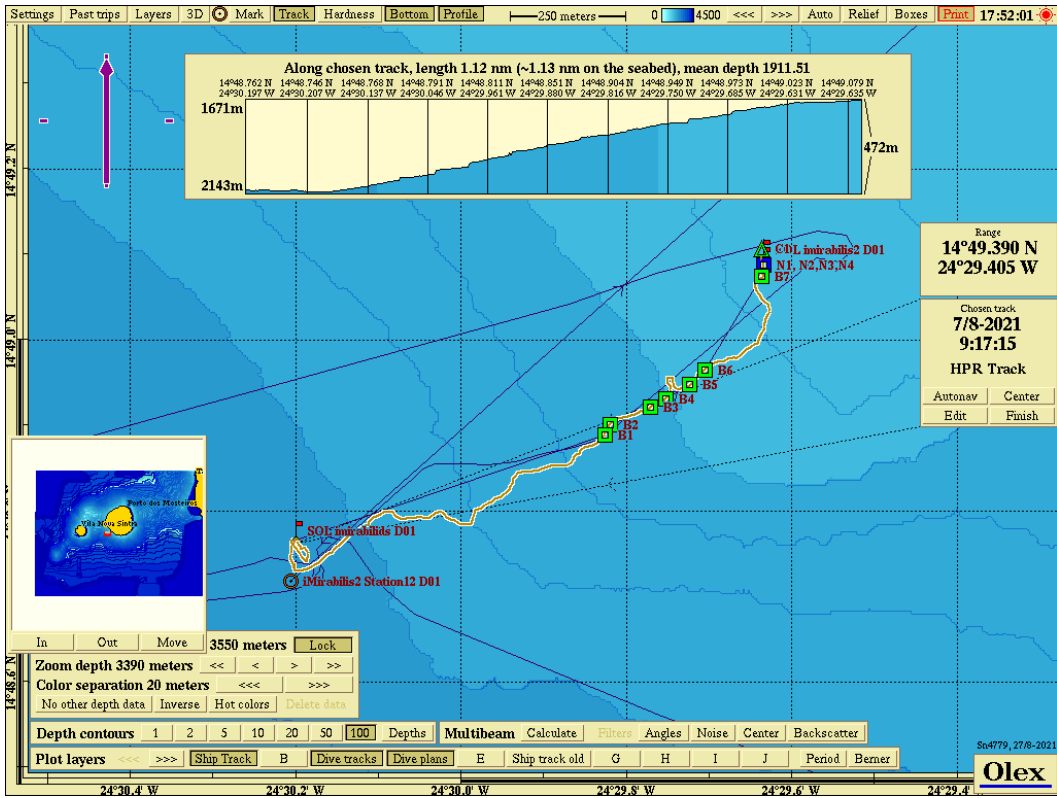 Settings Past trips Layers 3D Mark Track Hardness Bottom Profile 250 meters 0 4500 <<< >>> Auto Relief Boxes Print 17:52:01
Along chosen track, length 1.12 nm (~1.13 nm on the seabed), mean depth 1911.51
14°48.762 N 14°48.746 N 14°48.768 N 14°48.791 N 14°48.811 N 14°48.851 N 14°48.904 N 14°48.949 N 14°48.973 N 14°49.023 N 14°49.079 N
24°30.197 W 24°30.207 W 24°30.137 W 24°30.046 W 24°29.961 W 24°29.880 W 24°29.816 W 24°29.750 W 24°29.685 W 24°29.631 W 24°29.635 W
1671m
472m
2143m
14°49.2' N
Range
14°49.390 N
24°29.405 W
imirabilis2 D01
N1, N2,N3,N4
B7
Chosen track
7/8-2021
9:17:15
HPR Track
Autonav Center
Edit Finish
14°49.0' N
B6
B5
B4
B3
B2
B1
Porto dos Mosteiros
Vila Nova Sintra
SOL imirabilids D01
iMirabilis2 Station12 D01
In Out Move
3550 meters Lock
Zoom depth 3390 meters << < > >>
Color separation 20 meters <<< >>>
No other depth data Inverse Hot colors Delete data
14°48.6' N
Depth contours 1 2 5 10 20 50 100 Depths
Multibeam Calculate Filters Angles Noise Center Backscatter
Plot layers <<< >>> Ship Track B Dive tracks Dive plans E Ship track old G H I J Period Berner
Sn4779, 27/8-2021
Olex
24°30.4' W 24°30.2' W 24°30.0' W 24°29.8' W 24°29.6' W 24°29.4' W